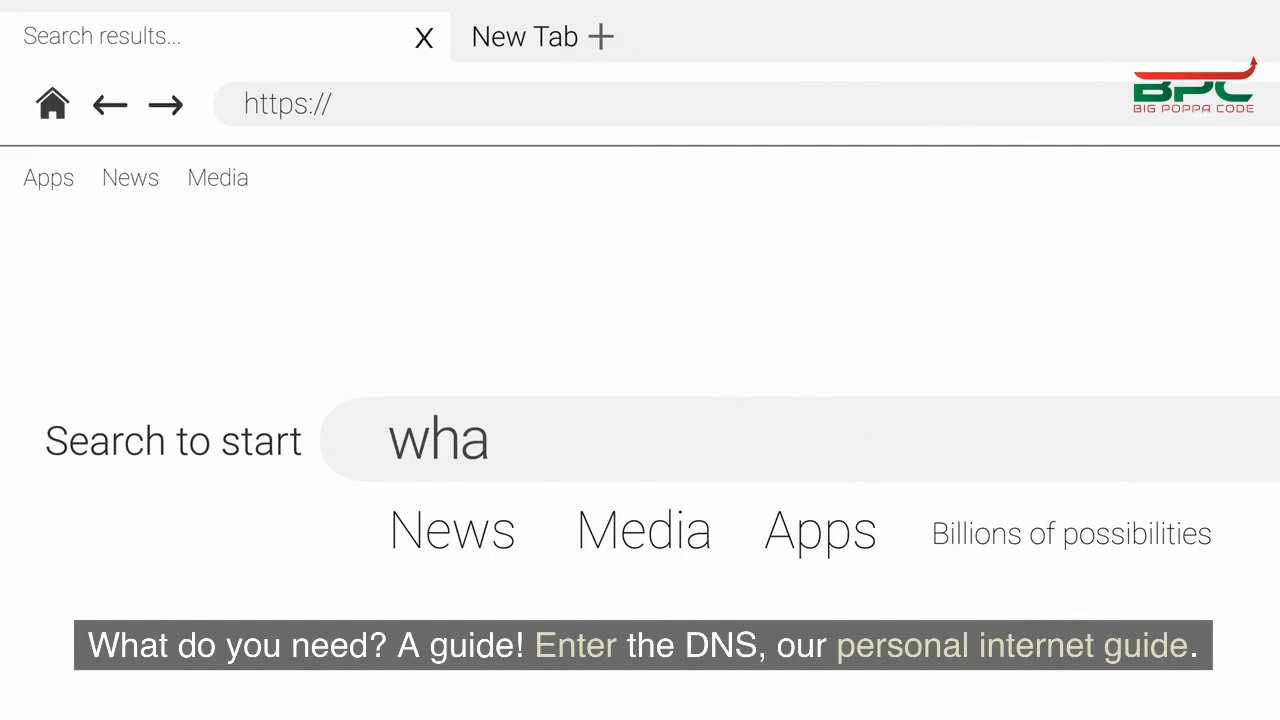 Search results...
X
New Tab +
https://
BPC
BIG POPPA CODE
Apps News Media
Search to start
wha
News Media Apps Billions of possibilities
What do you need? A guide! Enter the DNS, our personal internet guide.